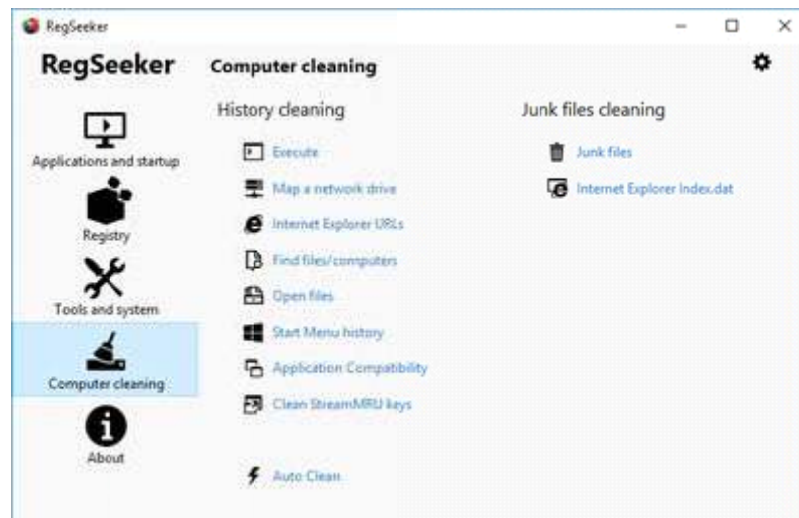 RegSeeker
RegSeeker
Applications and startup
Registry
Tools and system
Computer cleaning
About
Computer cleaning
History cleaning
Execute
Map a network drive
Internet Explorer URLs
Find files/computers
Open files
Start Menu history
Application Compatibility
Clean StreamMRU keys
Auto Clean
Junk files cleaning
Junk files
Internet Explorer Index.dat